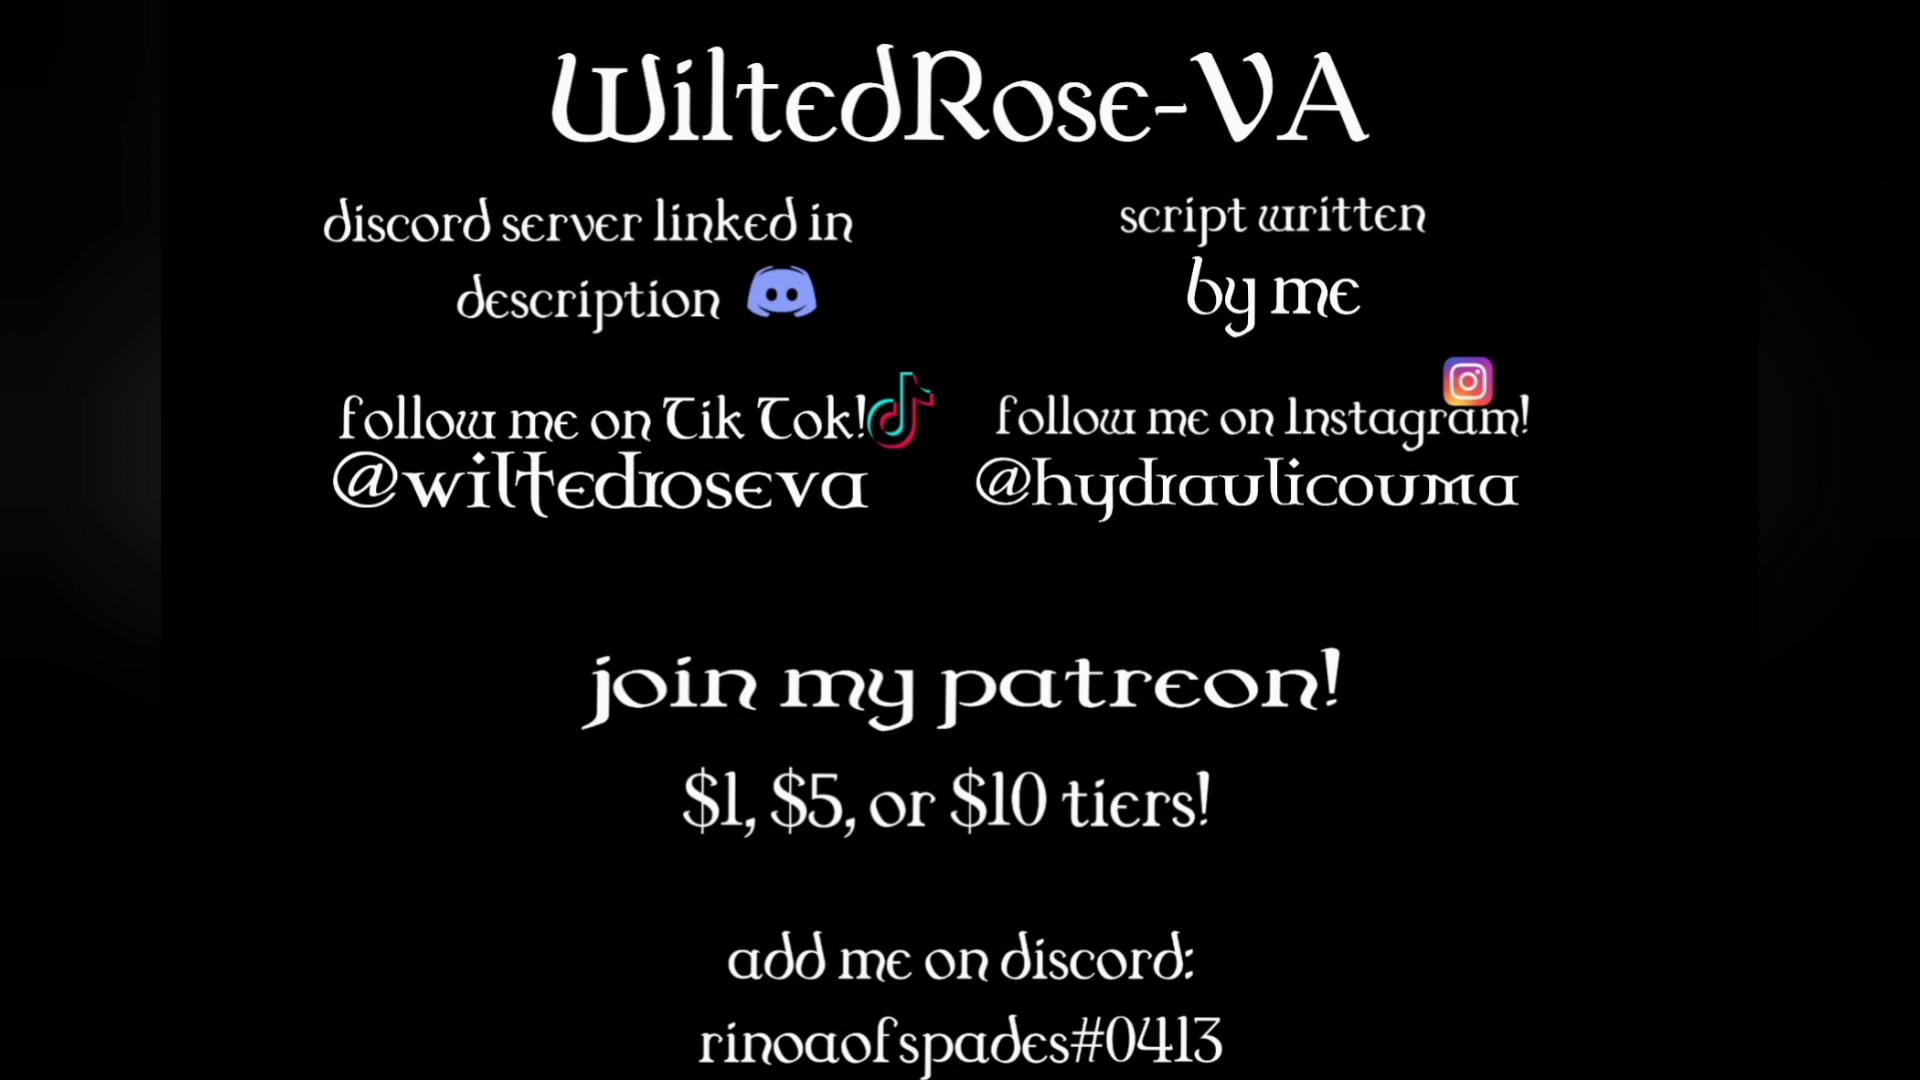 WiltedRose-VA
discord server linked in
description
script written
by me
follow me on Tik Tok!
@wiltedroseva
follow me on Instagram!
@hydraulicouma
join my patreon!
$1, $5, or $10 tiers!
add me on discord:
rinoaofspades#0413